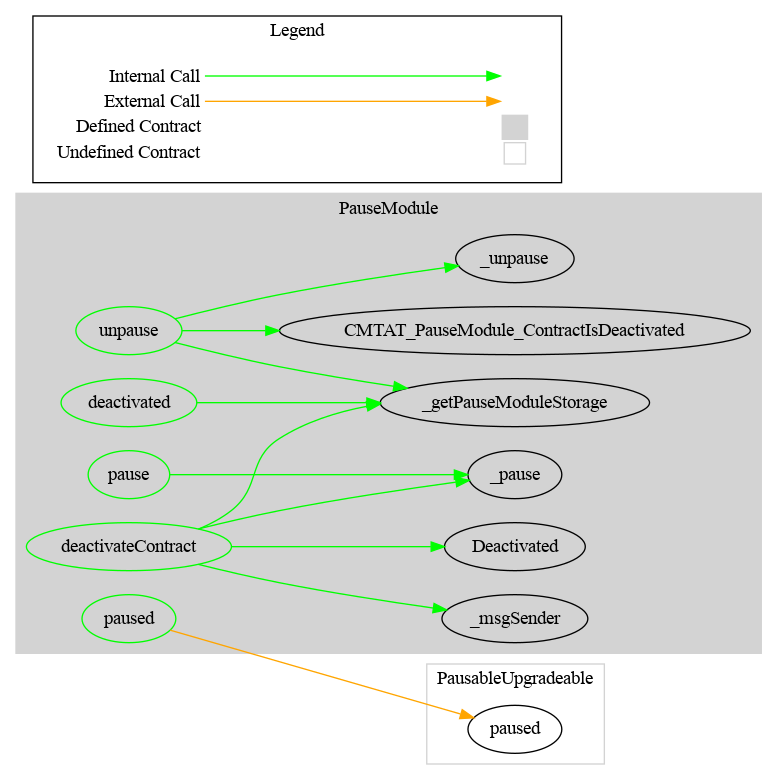 Legend
Internal Call
External Call
Defined Contract
Undefined Contract
PauseModule
_unpause
unpause
CMTAT_PauseModule_ContractIsDeactivated
deactivated
_getPauseModuleStorage
pause
_pause
deactivateContract
Deactivated
paused
_msgSender
PausableUpgradeable
paused